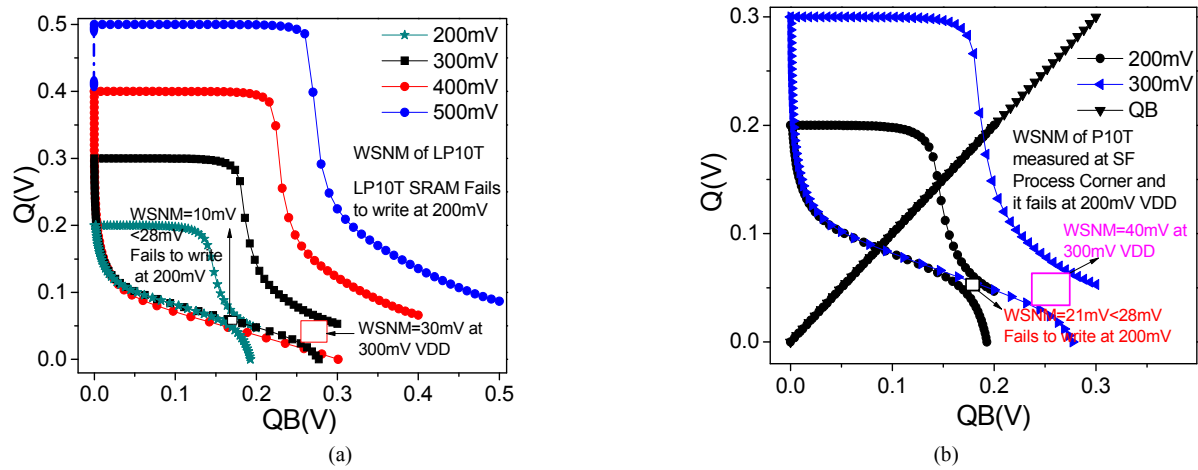 200mV
300mV
400mV
500mV
WSNM of LP10T
LP10T SRAM Fails
to write at 200mV
WSNM=10mV
<28mV
Fails to write
at 200mV
WSNM=30mV at
300mV VDD
Q(V)
0.5
0.4
0.3
0.2
0.1
0.0
0.0 0.1 0.2 0.3 0.4 0.5
QB(V)
(a)
200mV
300mV
QB
WSNM of P10T
measured at SF
Process Corner and
it fails at 200mV VDD
WSNM=40mV at
300mV VDD
WSNM=21mV<28mV
Fails to write at 200mV
Q(V)
0.3
0.2
0.1
0.0
0.0 0.1 0.2 0.3
QB(V)
(b)